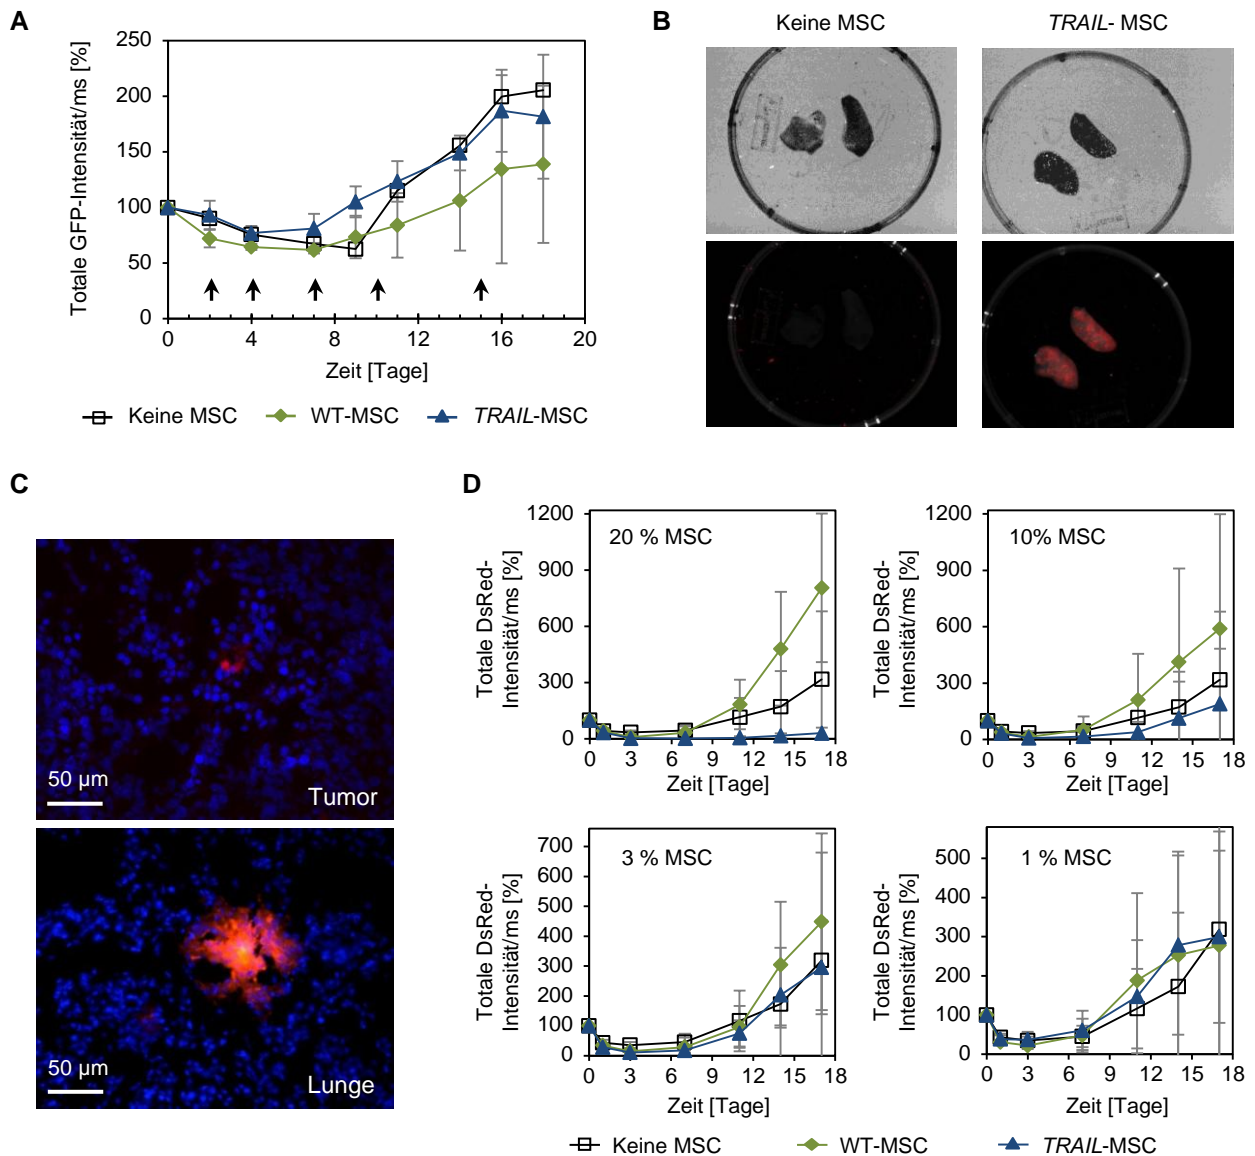 A
Totale GFP-Intensität/ms [%]
250
200
150
100
50
0
0 4 8 12 16 20
Zeit [Tage]
Keine MSC WT-MSC TRAIL-MSC
B
Keine MSC TRAIL- MSC
C
50 µm
Tumor
50 µm
Lunge
D
Totale DsRed-
Intensität/ms [%]
1200
900
600
300
0
20 % MSC
0 3 6 9 12 15 18
Zeit [Tage]
Totale DsRed-
Intensität/ms [%]
1200
900
600
300
0
10% MSC
0 3 6 9 12 15 18
Zeit [Tage]
Totale DsRed-
Intensität/ms [%]
700
600
500
400
300
200
100
0
3 % MSC
0 3 6 9 12 15 18
Zeit [Tage]
Totale DsRed-
Intensität/ms [%]
500
400
300
200
100
0
1 % MSC
0 3 6 9 12 15 18
Zeit [Tage]
Keine MSC WT-MSC TRAIL-MSC